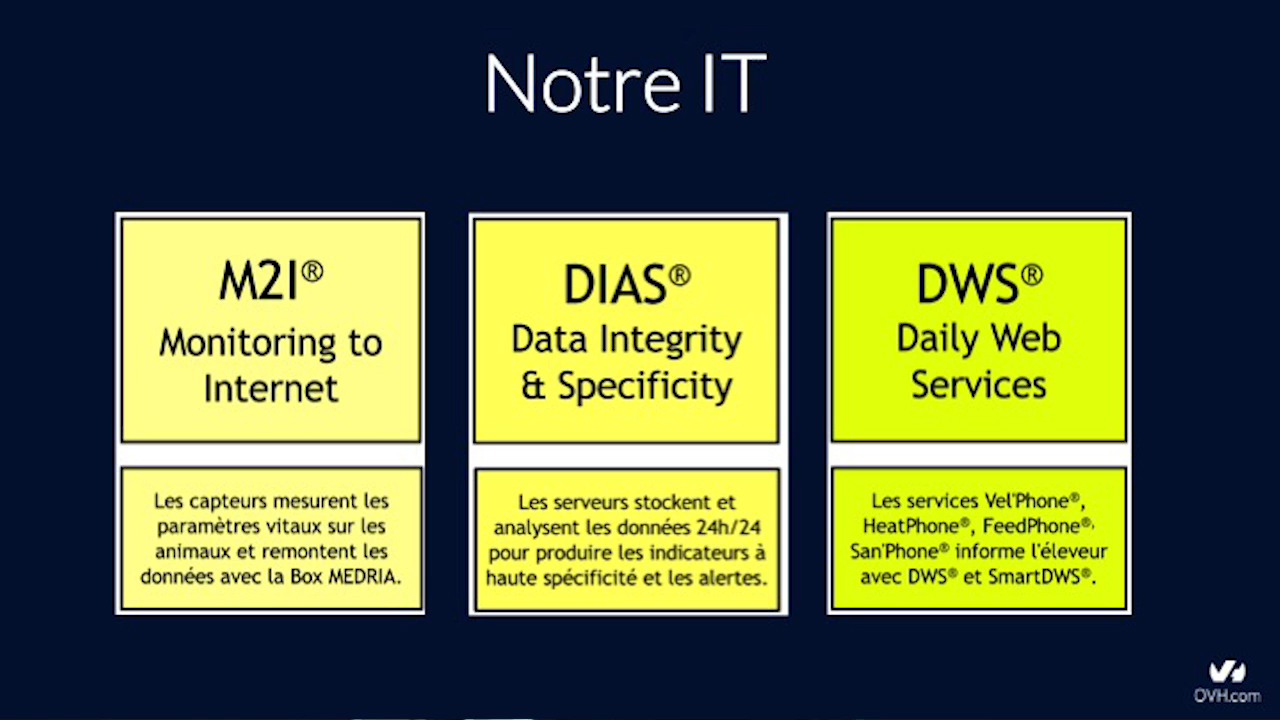 Notre IT
M2I®
Monitoring to
Internet
Les capteurs mesurent les
paramètres vitaux sur les
animaux et remontent les
données avec la Box MEDRIA.
DIAS®
Data Integrity
& Specificity
Les serveurs stockent et
analysent les données 24h/24
pour produire les indicateurs à
haute spécificité et les alertes.
DWS®
Daily Web
Services
Les services Vel'Phone®,
HeatPhone®, FeedPhone®,
San'Phone® informe l'éleveur
avec DWS® et SmartDWS®.
OVH.com